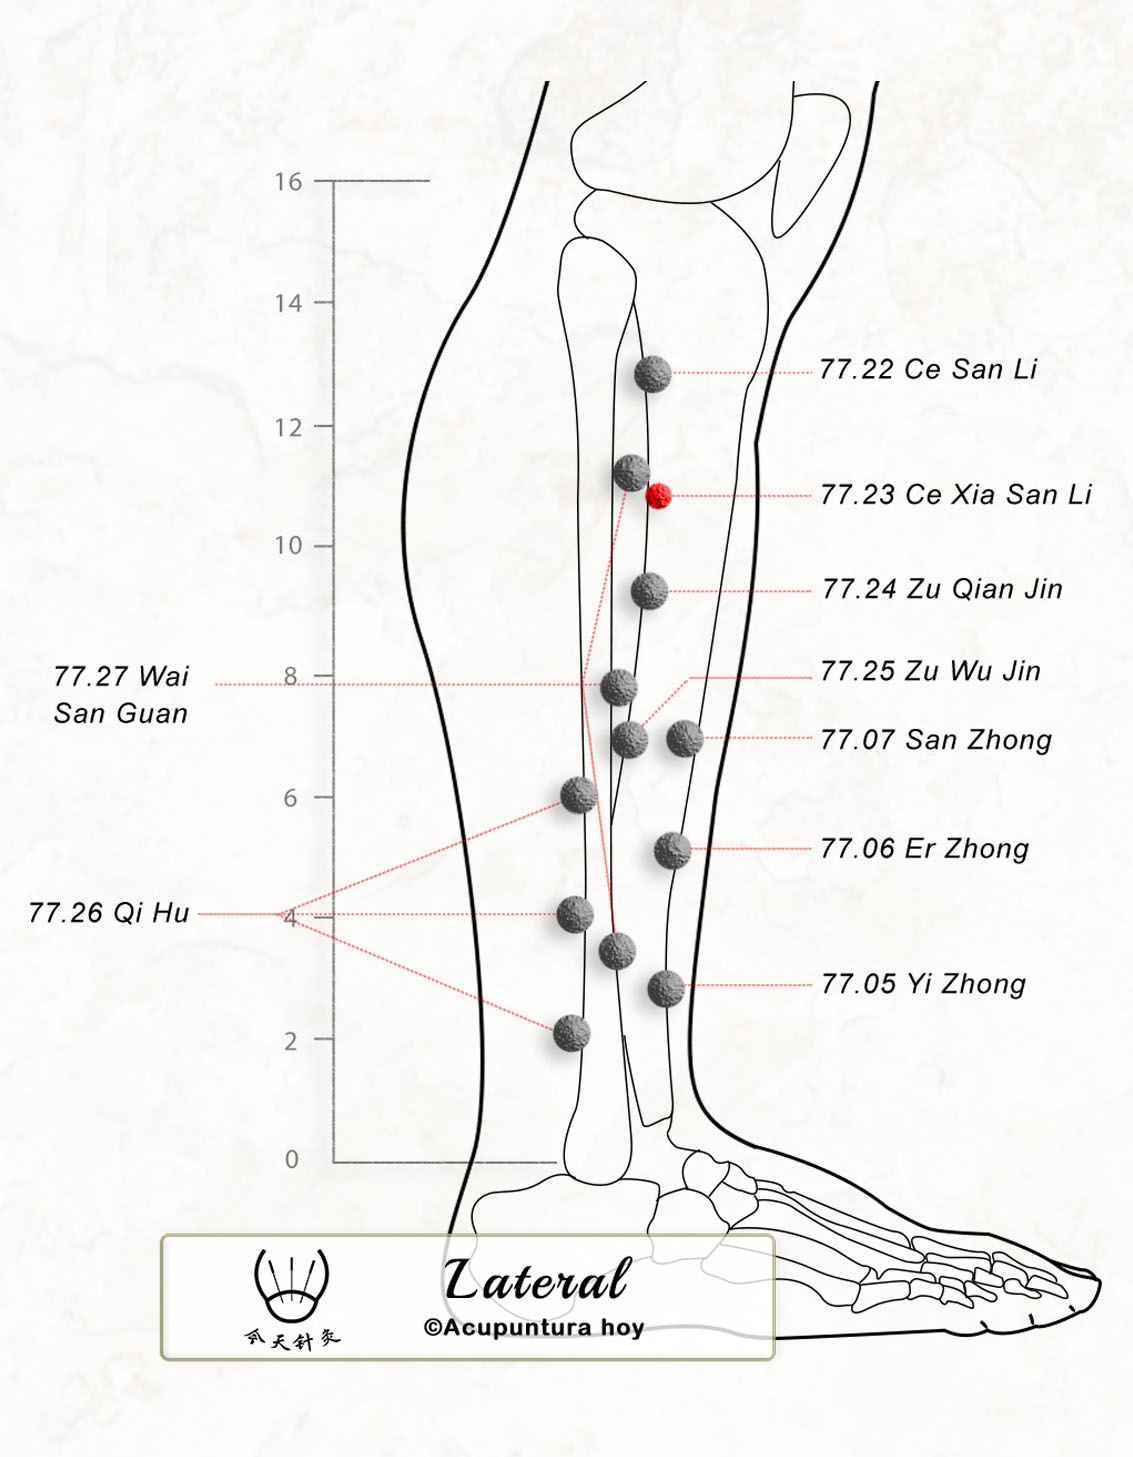 16
14
12
10
8
6
4
2
0
77.22 Ce San Li
77.23 Ce Xia San Li
77.24 Zu Qian Jin
77.25 Zu Wu Jin
77.07 San Zhong
77.06 Er Zhong
77.05 Yi Zhong
77.27 Wai
San Guan
77.26 Qi Hu
Lateral
©Acupuntura hoy
天针灸